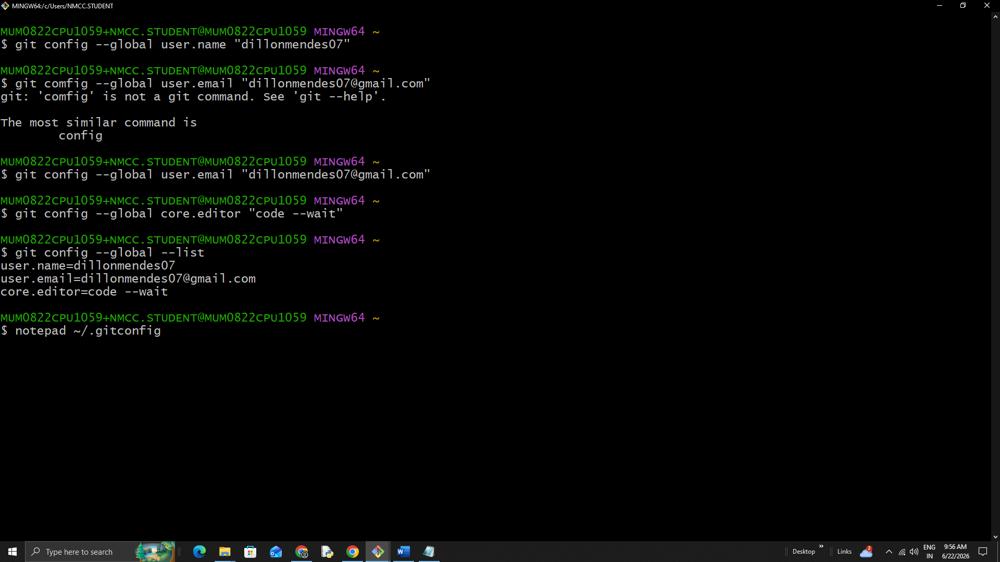 MINGW64:/c/Users/NMCC.STUDENT
MUM0822CPU1059+NMCC.STUDENT@MUM0822CPU1059 MINGW64 ~
$ git config --global user.name "dillonmendes07"
MUM0822CPU1059+NMCC.STUDENT@MUM0822CPU1059 MINGW64 ~
$ git comfig --global user.email "dillonmendes07@gmail.com"
git: 'comfig' is not a git command. See 'git --help'.
The most similar command is
config
MUM0822CPU1059+NMCC.STUDENT@MUM0822CPU1059 MINGW64 ~
$ git config --global user.email "dillonmendes07@gmail.com"
MUM0822CPU1059+NMCC.STUDENT@MUM0822CPU1059 MINGW64 ~
$ git config --global core.editor "code --wait"
MUM0822CPU1059+NMCC.STUDENT@MUM0822CPU1059 MINGW64 ~
$ git config --global --list
user.name=dillonmendes07
user.email=dillonmendes07@gmail.com
core.editor=code --wait
MUM0822CPU1059+NMCC.STUDENT@MUM0822CPU1059 MINGW64 ~
$ notepad ~/.gitconfig
Type here to search
Desktop
Links
2
ENG
IN
9:56 AM
6/22/2026